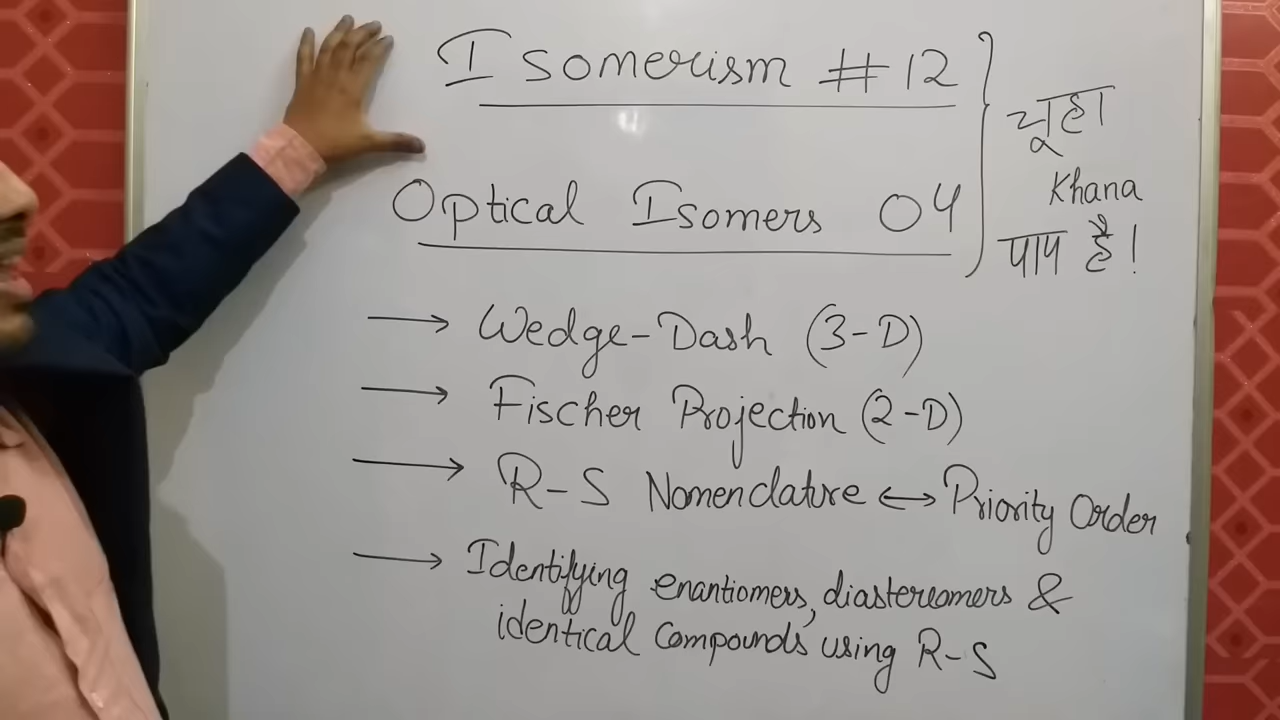 Isomerism # 12
Optical Isomers 04
चूहा
Khana
पाप है!
→ Wedge-Dash (3-D)
→ Fischer Projection (2-D)
→ R-S Nomenclature ↔ Priority Order
→ Identifying enantiomers, diastereomers &
identical compounds using R-S